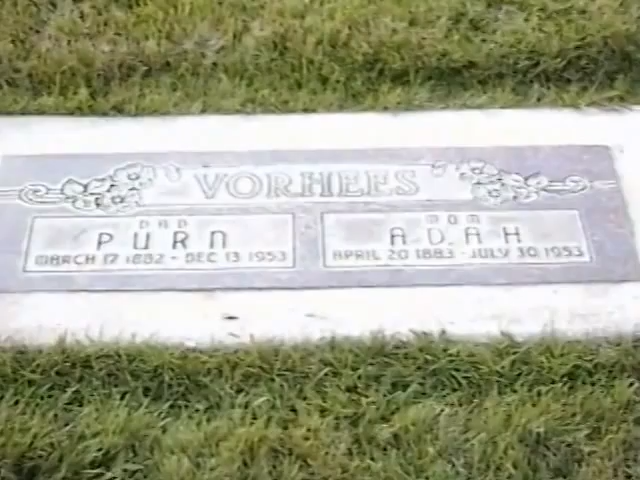 VORHEES
DAD
PURN
MARCH 17 1882 - DEC 13 1953
MOM
ADAH
APRIL 20 1883 - JULY 30 1953